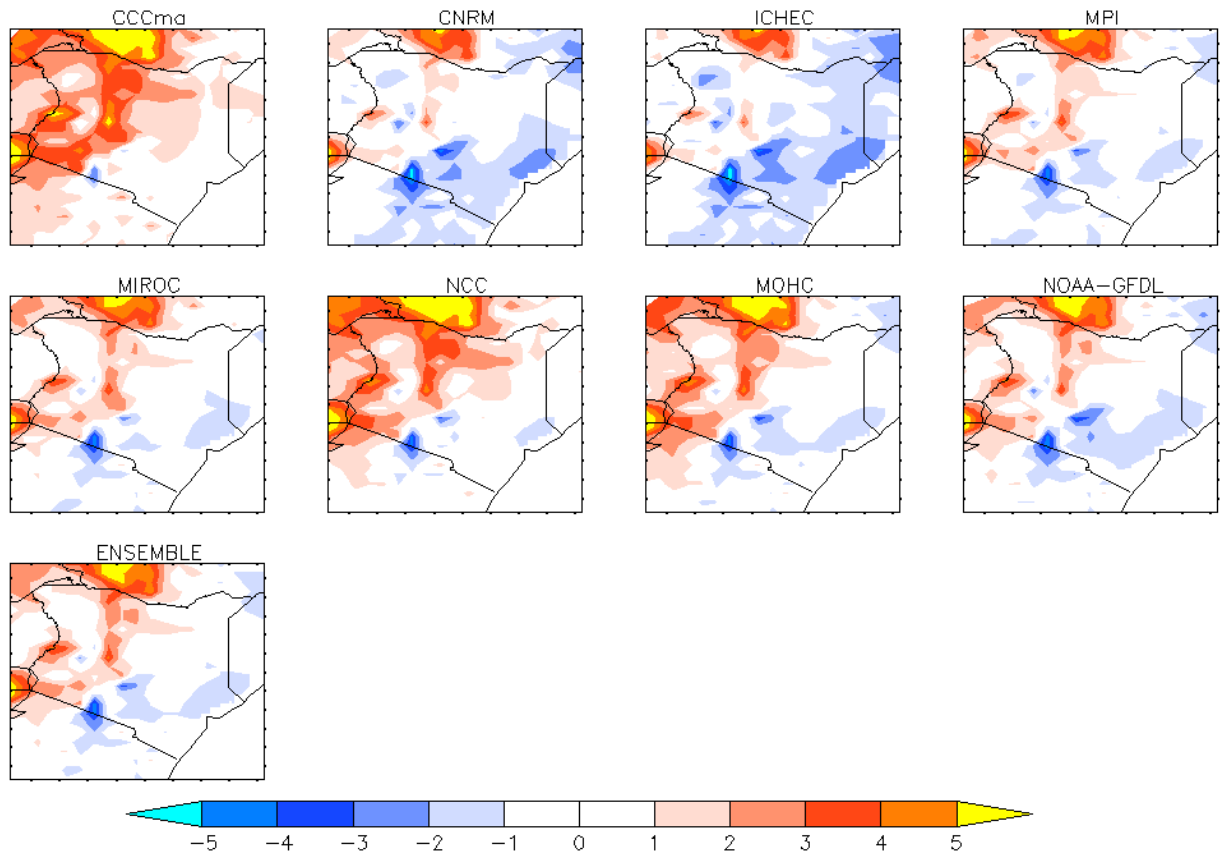 CCCma CNRM ICHEC MPI
MIROC NCC MOHC NOAA-GFDL
ENSEMBLE
-5 -4 -3 -2 -1 0 1 2 3 4 5